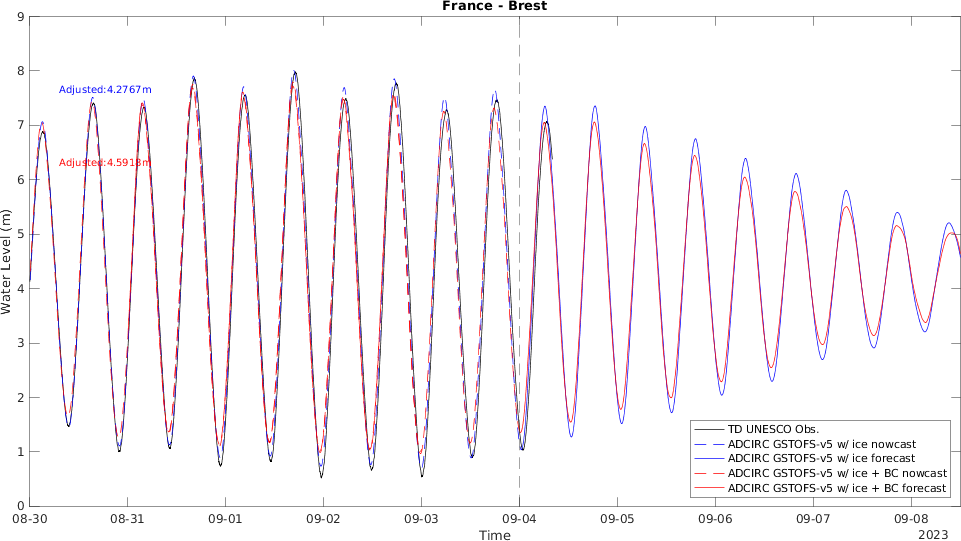 France - Brest
9
8
7
6
5
4
3
2
1
0
Water Level (m)
Adjusted:4.2767m
Adjusted:4.5918m
TD UNESCO Obs.
ADCIRC GSTOFS-v5 w/ ice nowcast
ADCIRC GSTOFS-v5 w/ ice forecast
ADCIRC GSTOFS-v5 w/ ice + BC nowcast
ADCIRC GSTOFS-v5 w/ ice + BC forecast
08-30 08-31 09-01 09-02 09-03 09-04 09-05 09-06 09-07 09-08
Time
2023